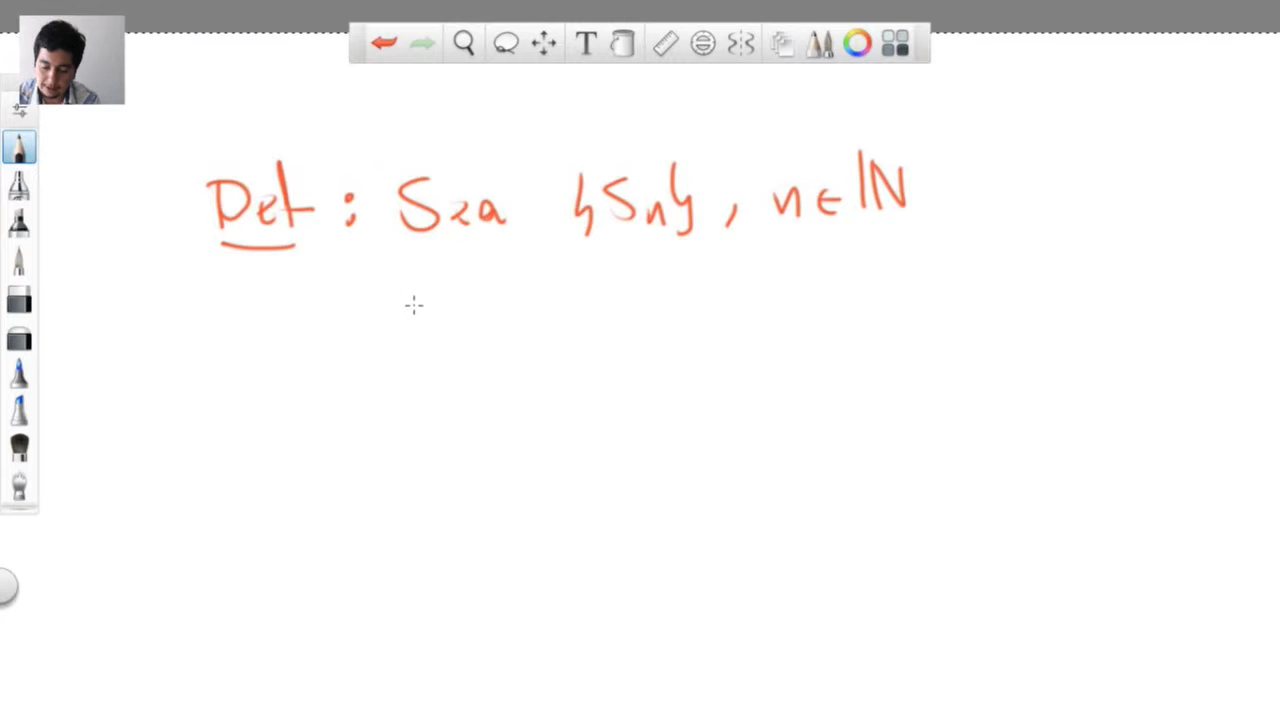 Def : Sea {Sn} , n ∈ ℕ